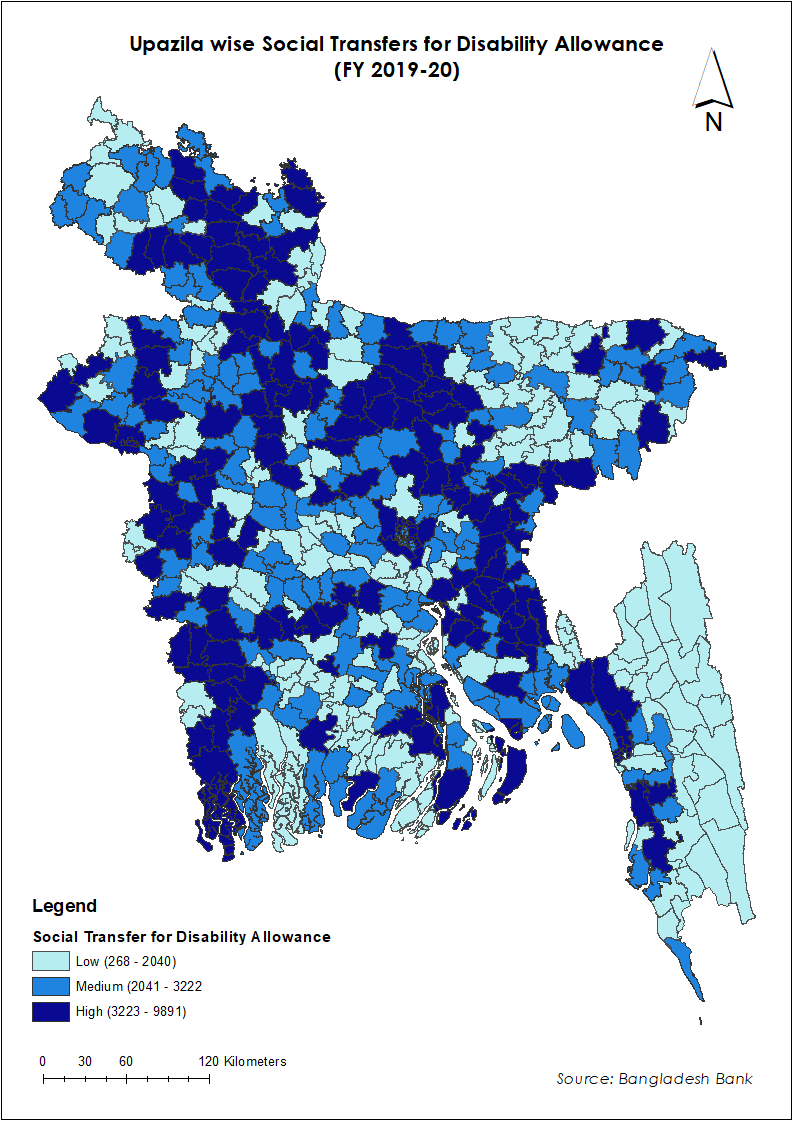 Upazila wise Social Transfers for Disability Allowance
(FY 2019-20)
N
Legend
Social Transfer for Disability Allowance
Low (268 - 2040)
Medium (2041 - 3222
High (3223 - 9891)
0 30 60 120 Kilometers
Source: Bangladesh Bank